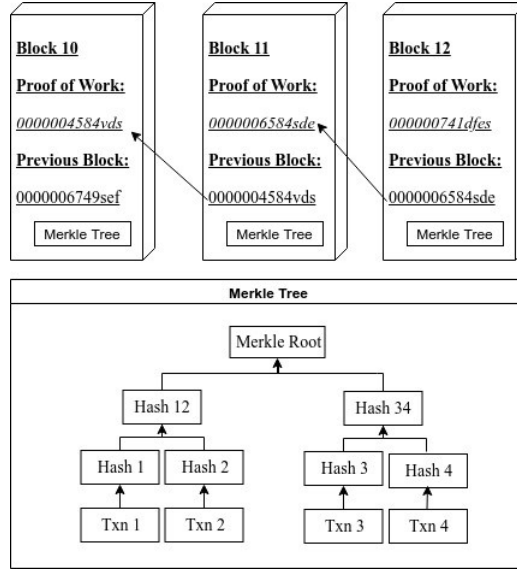 Block 10
Proof of Work:
0000004584vds
Previous Block:
0000006749sef
Merkle Tree
Block 11
Proof of Work:
0000006584sde
Previous Block:
0000004584vds
Merkle Tree
Block 12
Proof of Work:
000000741dfes
Previous Block:
0000006584sde
Merkle Tree
Merkle Tree
Merkle Root
Hash 12
Hash 34
Hash 1
Hash 2
Hash 3
Hash 4
Txn 1
Txn 2
Txn 3
Txn 4